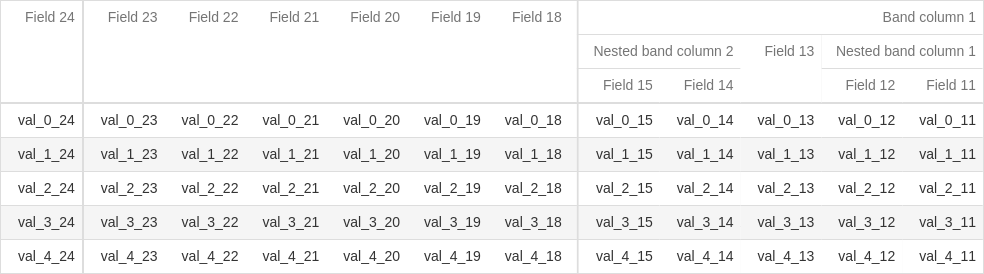 Field 24 Field 23 Field 22 Field 21 Field 20 Field 19 Field 18 Band column 1
Nested band column 2 Field 13 Nested band column 1
Field 15 Field 14 Field 12 Field 11
val_0_24 val_0_23 val_0_22 val_0_21 val_0_20 val_0_19 val_0_18 val_0_15 val_0_14 val_0_13 val_0_12 val_0_11
val_1_24 val_1_23 val_1_22 val_1_21 val_1_20 val_1_19 val_1_18 val_1_15 val_1_14 val_1_13 val_1_12 val_1_11
val_2_24 val_2_23 val_2_22 val_2_21 val_2_20 val_2_19 val_2_18 val_2_15 val_2_14 val_2_13 val_2_12 val_2_11
val_3_24 val_3_23 val_3_22 val_3_21 val_3_20 val_3_19 val_3_18 val_3_15 val_3_14 val_3_13 val_3_12 val_3_11
val_4_24 val_4_23 val_4_22 val_4_21 val_4_20 val_4_19 val_4_18 val_4_15 val_4_14 val_4_13 val_4_12 val_4_11